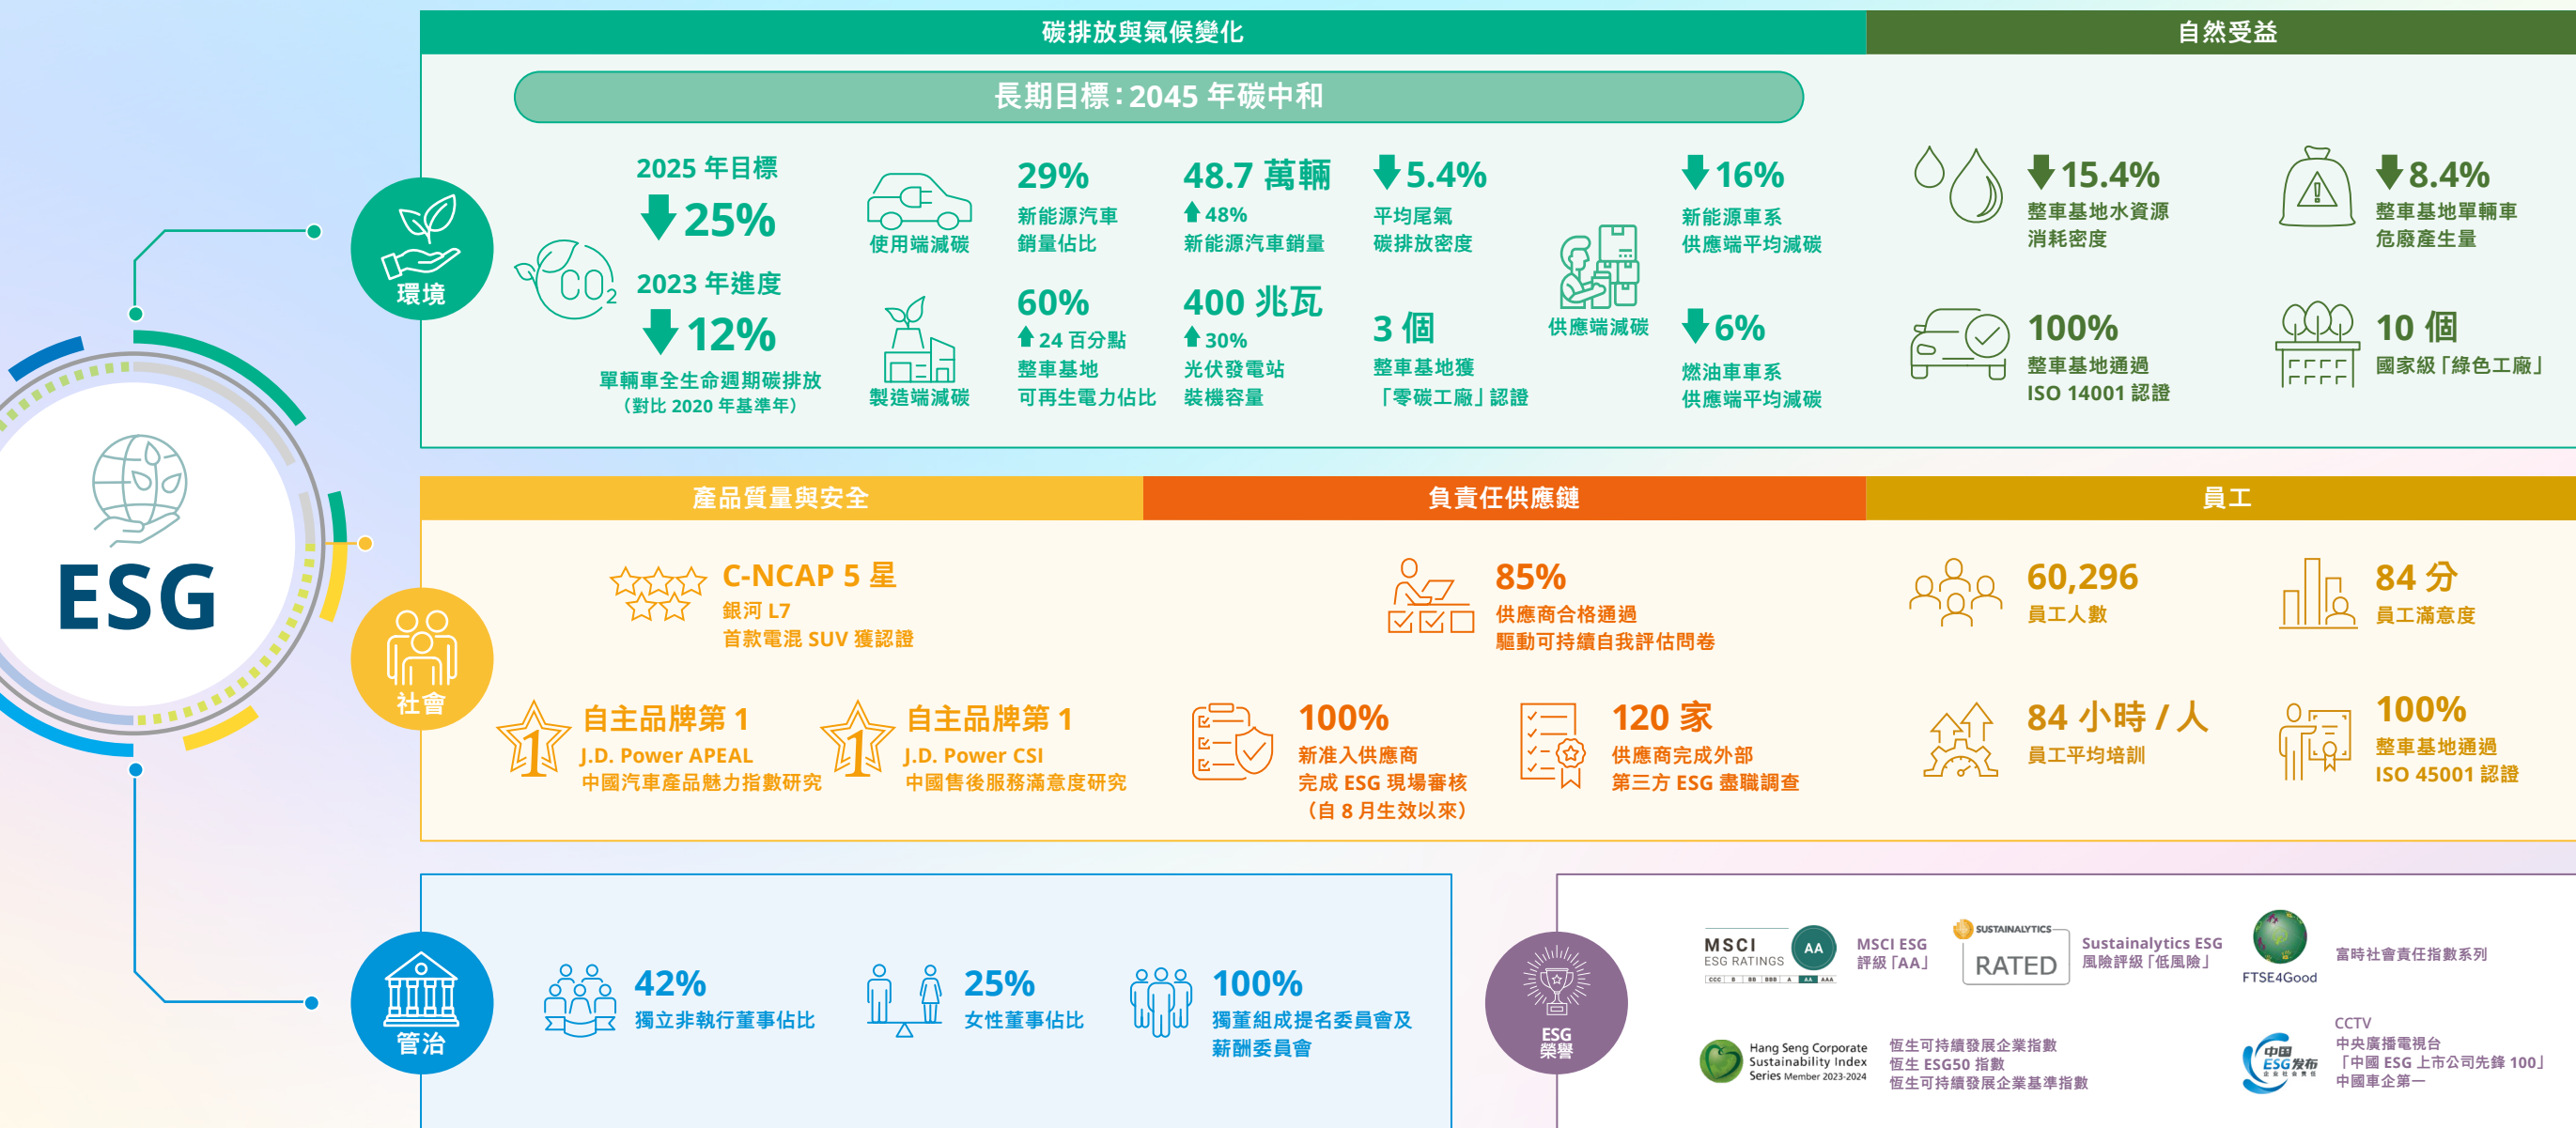 ESG
環境
碳排放與氣候變化
自然受益
長期目標：2045 年碳中和
CO2
2025 年目標
25%
2023 年進度
12%
單輛車全生命週期碳排放
（對比 2020 年基準年）
使用端減碳
29%
新能源汽車
銷量佔比
48.7 萬輛
48%
新能源汽車銷量
5.4%
平均尾氣
碳排放密度
製造端減碳
60%
24 百分點
整車基地
可再生電力佔比
400 兆瓦
30%
光伏發電站
裝機容量
3 個
整車基地獲
「零碳工廠」認證
供應端減碳
16%
新能源車系
供應端平均減碳
6%
燃油車車系
供應端平均減碳
15.4%
整車基地水資源
消耗密度
8.4%
整車基地單輛車
危廢產生量
100%
整車基地通過
ISO 14001 認證
10 個
國家級「綠色工廠」
社會
產品質量與安全
負責任供應鏈
員工
C-NCAP 5 星
銀河 L7
首款電混 SUV 獲認證
1
自主品牌第 1
J.D. Power APEAL
中國汽車產品魅力指數研究
1
自主品牌第 1
J.D. Power CSI
中國售後服務滿意度研究
85%
供應商合格通過
驅動可持續自我評估問卷
100%
新准入供應商
完成 ESG 現場審核
（自 8 月生效以來）
120 家
供應商完成外部
第三方 ESG 盡職調查
60,296
員工人數
84 分
員工滿意度
84 小時 / 人
員工平均培訓
100%
整車基地通過
ISO 45001 認證
管治
42%
獨立非執行董事佔比
25%
女性董事佔比
100%
獨董組成提名委員會及
薪酬委員會
ESG
榮譽
MSCI
ESG RATINGS
AA
CCC B BB BBB A AA AAA
MSCI ESG
評級「AA」
SUSTAINALYTICS
RATED
Sustainalytics ESG
風險評級「低風險」
FTSE4Good
富時社會責任指數系列
Hang Seng Corporate
Sustainability Index
Series Member 2023-2024
恆生可持續發展企業指數
恆生 ESG50 指數
恆生可持續發展企業基準指數
中国
ESG发布
企业社会责任
CCTV
中央廣播電視台
「中國 ESG 上市公司先鋒 100」
中國車企第一